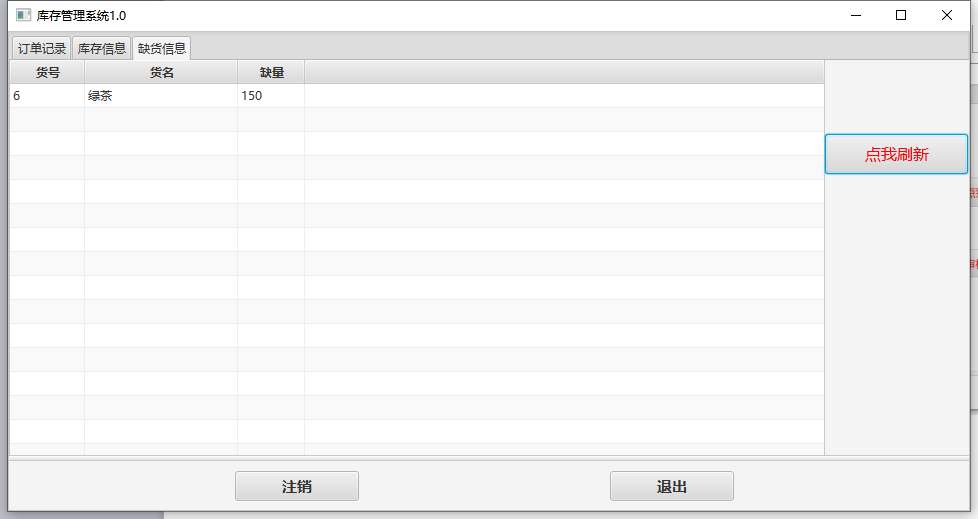 库存管理系统1.0
订单记录 库存信息 缺货信息
货号 货名 缺量
6 绿茶 150
点我刷新
注销 退出